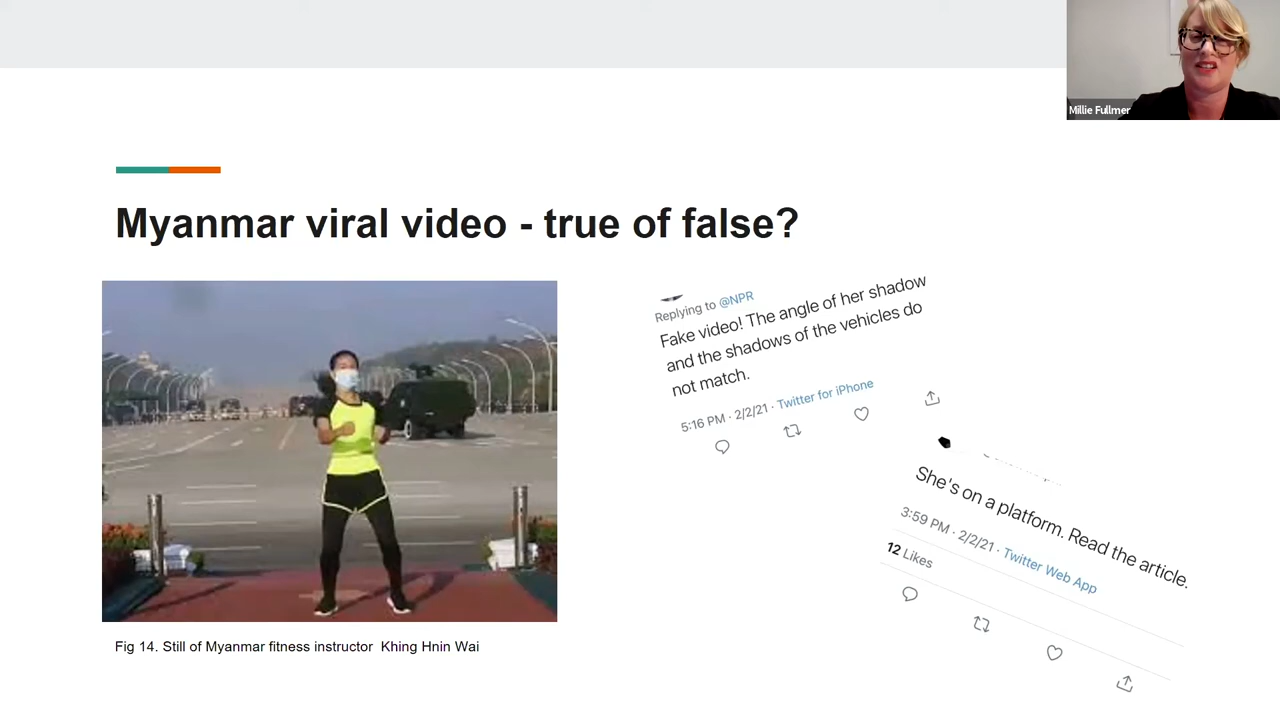 Millie Fullmer
Myanmar viral video - true of false?
Replying to @NPR
Fake video! The angle of her shadow
and the shadows of the vehicles do
not match.
5:16 PM · 2/2/21 · Twitter for iPhone
She's on a platform. Read the article.
3:59 PM · 2/2/21 · Twitter Web App
12 Likes
Fig 14. Still of Myanmar fitness instructor  Khing Hnin Wai